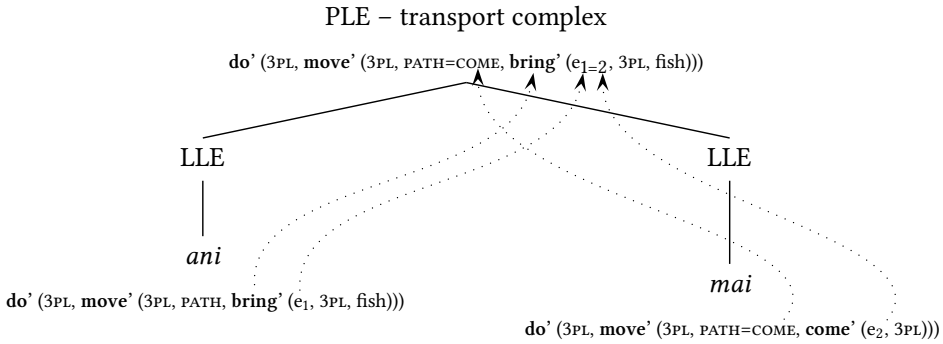 PLE – transport complex
do’ (3PL, move’ (3PL, PATH=COME, bring’ (e1=2, 3PL, fish)))
LLE LLE
ani
mai
do’ (3PL, move’ (3PL, PATH, bring’ (e1, 3PL, fish)))
do’ (3PL, move’ (3PL, PATH=COME, come’ (e2, 3PL)))